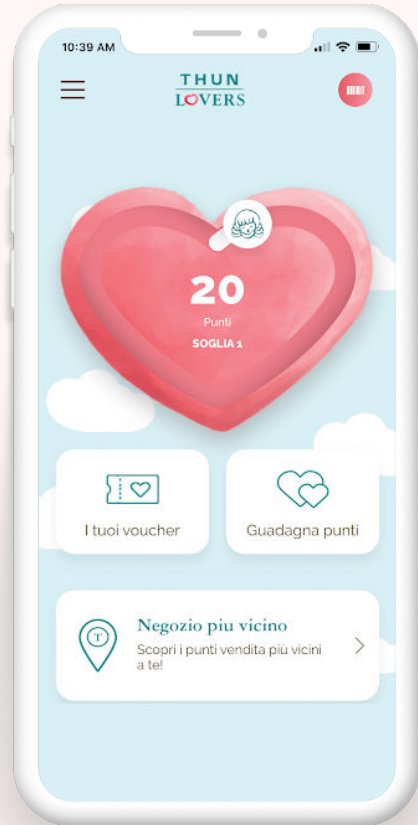 10:39 AM
THUN
LOVERS
20
Punti
SOGLIA 1
I tuoi voucher
Guadagna punti
T
Negozio piu vicino
Scopri i punti vendita più vicini
a te!